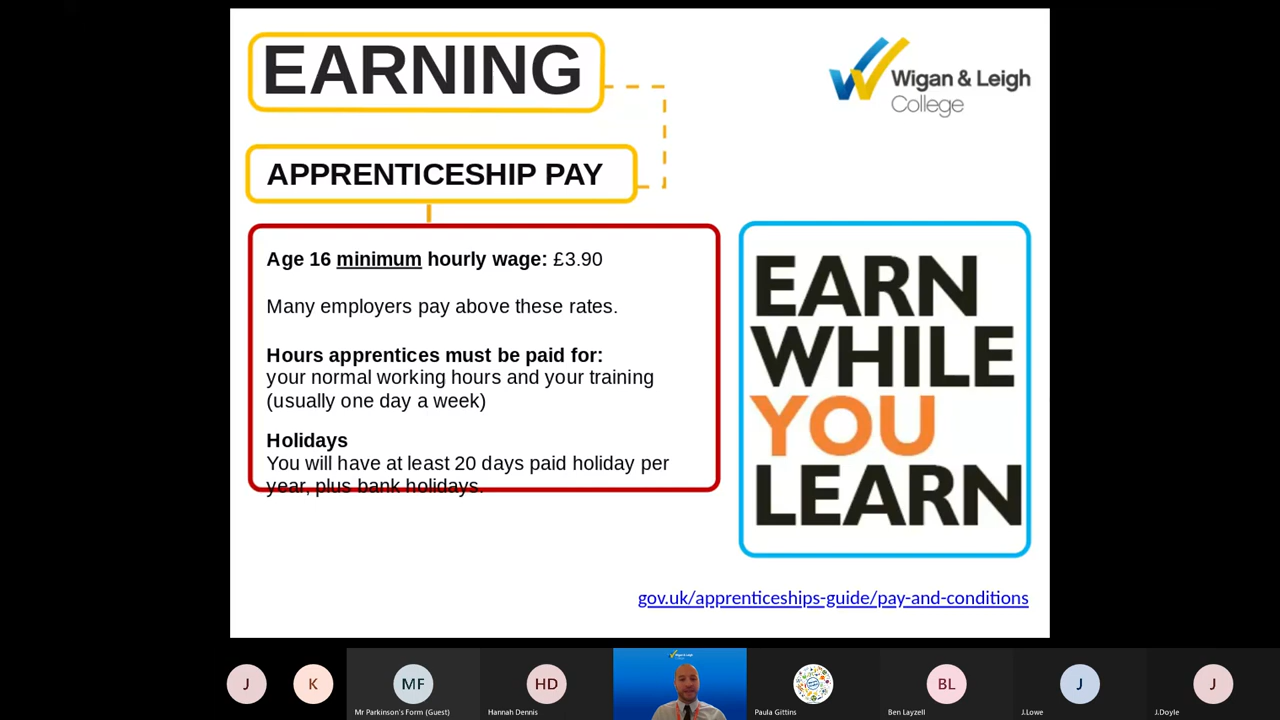 EARNING
Wigan & Leigh
College
APPRENTICESHIP PAY
Age 16 minimum hourly wage: £3.90
Many employers pay above these rates.
Hours apprentices must be paid for:
your normal working hours and your training
(usually one day a week)
Holidays
You will have at least 20 days paid holiday per
year, plus bank holidays.
EARN
WHILE
YOU
LEARN
gov.uk/apprenticeships-guide/pay-and-conditions
J
K
MF
Mr Parkinson's Form (Guest)
HD
Hannah Dennis
Wigan & Leigh
College
Paula Gittins
BL
Ben Layzell
J
J.Lowe
J
J.Doyle